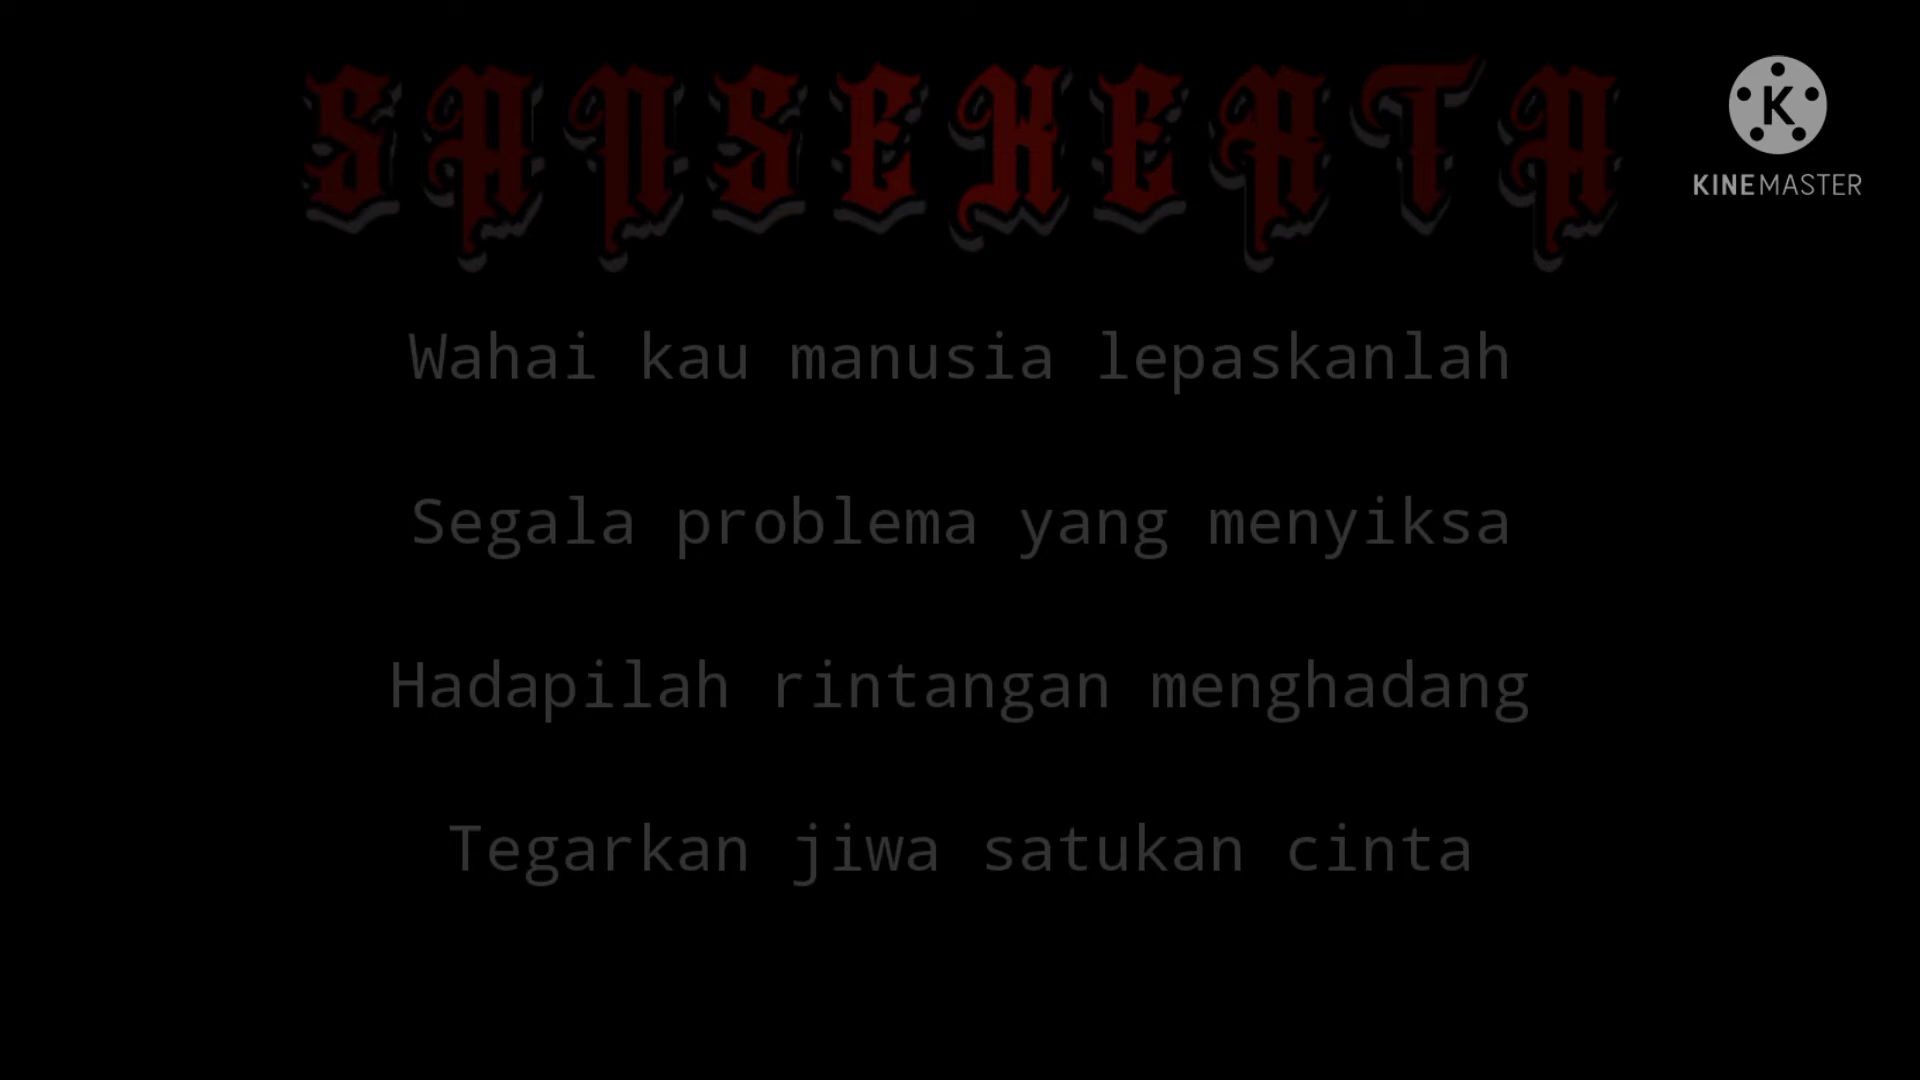 SANSEKERTA
KINEMASTER
Wahai kau manusia lepaskanlah
Segala problema yang menyiksa
Hadapilah rintangan menghadang
Tegarkan jiwa satukan cinta